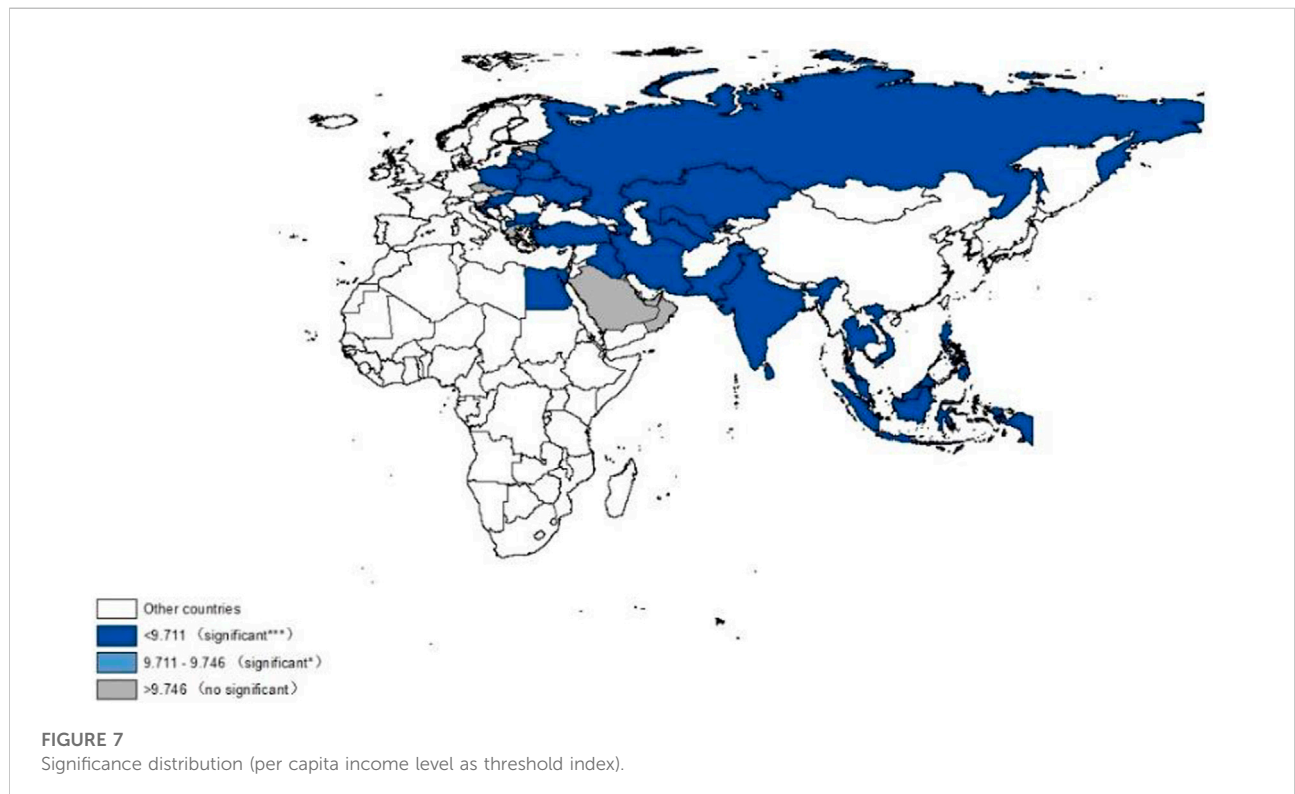 Other countries
<9.711 （significant***）
9.711 - 9.746 （significant*）
>9.746 （no significant）
FIGURE 7
Significance distribution (per capita income level as threshold index).